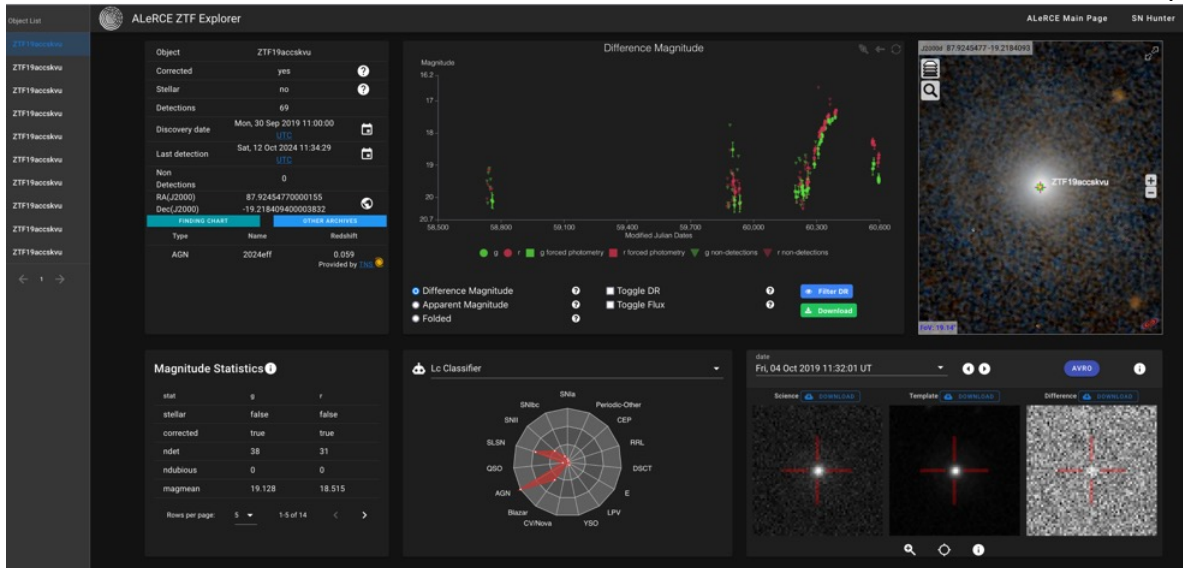 Object List
ALeRCE ZTF Explorer
ALeRCE Main Page
SN Hunter
ZTF19accskvu
ZTF19accskvu
ZTF19accskvu
ZTF19accskvu
ZTF19accskvu
ZTF19accskvu
ZTF19accskvu
ZTF19accskvu
ZTF19accskvu
ZTF19accskvu
1
Object ZTF19accskvu
Corrected yes
Stellar no
Detections 69
Discovery date Mon, 30 Sep 2019 11:00:00 UTC
Last detection Sat, 12 Oct 2024 11:34:29 UTC
Non Detections 0
RA(J2000) 87.92454770000155
Dec(J2000) -19.218409400003832
FINDING CHART OTHER ARCHIVES
Type Name Redshift
AGN 2024eff 0.059
Provided by TNS
Difference Magnitude
Magnitude
16.2
17
18
19
20
20.7
58,500 58,800 59,100 59,400 59,700 60,000 60,300 60,600
Modified Julian Dates
g r g forced photometry r forced photometry g non-detections r non-detections
Difference Magnitude Toggle DR Filter DR
Apparent Magnitude Toggle Flux Download
Folded
J2000d 87.9245477 -19.2184093
ZTF19accskvu
FoV: 19.14"
Magnitude Statistics
stat g r
stellar false false
corrected true true
ndet 38 31
ndubious 0 0
magmean 19.128 18.515
Rows per page: 5 1-5 of 14
Lc Classifier
SNIa
SNIbc
Periodic-Other
SNII
CEP
SLSN
RRL
QSO
DSCT
AGN
E
Blazar
LPV
CV/Nova
YSO
date
Fri, 04 Oct 2019 11:32:01 UT
AVRO
Science DOWNLOAD
Template DOWNLOAD
Difference DOWNLOAD